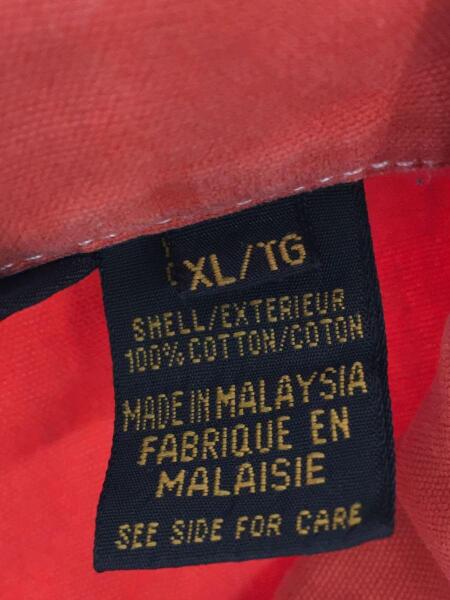 XL/TG
SHELL/EXTERIEUR
100% COTTON/COTON
MADE IN MALAYSIA
FABRIQUE EN
MALAISIE
SEE SIDE FOR CARE